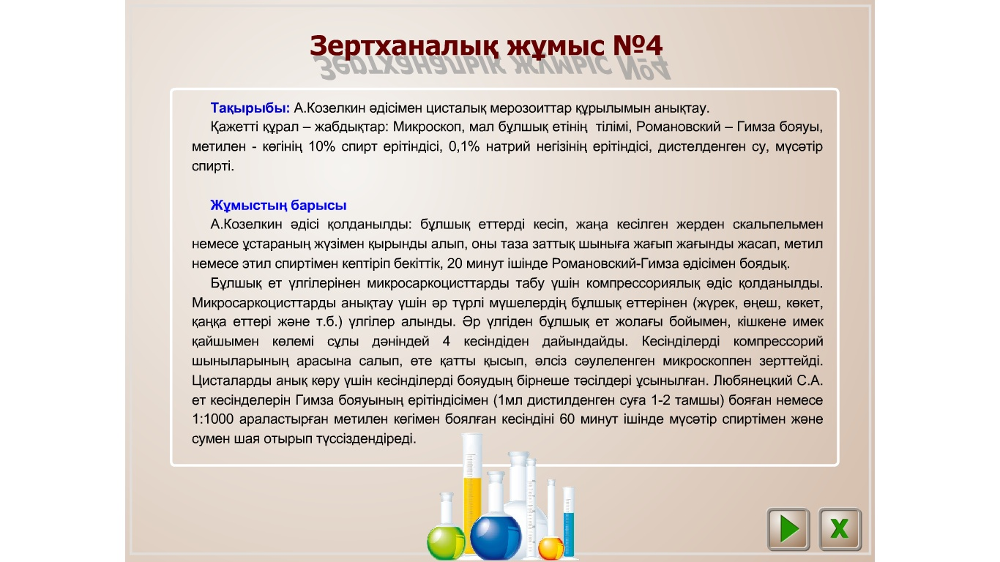 Зертханалық жұмыс №4
Тақырыбы: А.Козелкин әдісімен цисталық мерозоиттар құрылымын анықтау.
Қажетті құрал – жабдықтар: Микроскоп, мал бұлшық етінің тілімі, Романовский – Гимза бояуы,
метилен - көгінің 10% спирт ерітіндісі, 0,1% натрий негізінің ерітіндісі, дистелденген су, мүсәтір
спирті.
Жұмыстың барысы
А.Козелкин әдісі қолданылды: бұлшық еттерді кесіп, жаңа кесілген жерден скальпельмен
немесе ұстараның жүзімен қырынды алып, оны таза заттық шыныға жағып жағынды жасап, метил
немесе этил спиртімен кептіріп бекіттік, 20 минут ішінде Романовский-Гимза әдісімен боядық.
Бұлшық ет үлгілерінен микросаркоцисттарды табу үшін компрессориялық әдіс қолданылды.
Микросаркоцисттарды анықтау үшін әр түрлі мүшелердің бұлшық еттерінен (жүрек, өңеш, көкет,
қаңқа еттері және т.б.) үлгілер алынды. Әр үлгіден бұлшық ет жолағы бойымен, кішкене имек
қайшымен көлемі сұлы дәніндей 4 кесіндіден дайындайды. Кесінділерді компрессорий
шыныларының арасына салып, өте қатты қысып, әлсіз сәулеленген микроскоппен зерттейді.
Цисталарды анық көру үшін кесінділерді бояудың бірнеше тәсілдері ұсынылған. Любянецкий С.А.
ет кесінделерін Гимза бояуының ерітіндісімен (1мл дистилденген суға 1-2 тамшы) бояған немесе
1:1000 араластырған метилен көгімен боялған кесіндіні 60 минут ішінде мүсәтір спиртімен және
сумен шая отырып түссіздендіреді.
X